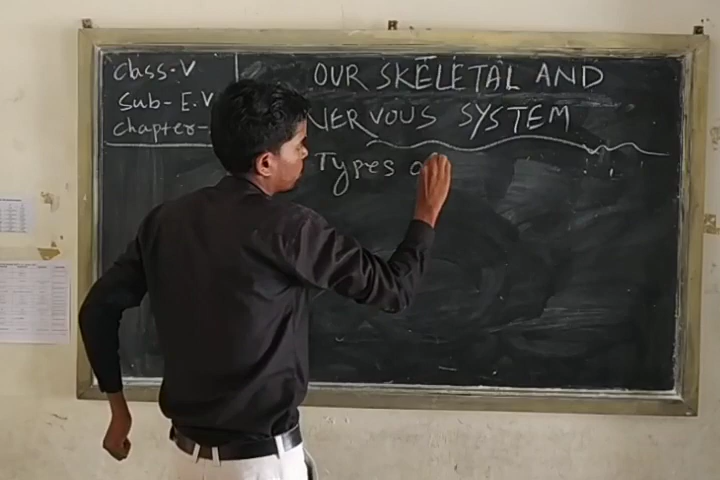 Class-V
Sub- E.V
Chapter-
OUR SKELETAL AND
NERVOUS SYSTEM
Types o